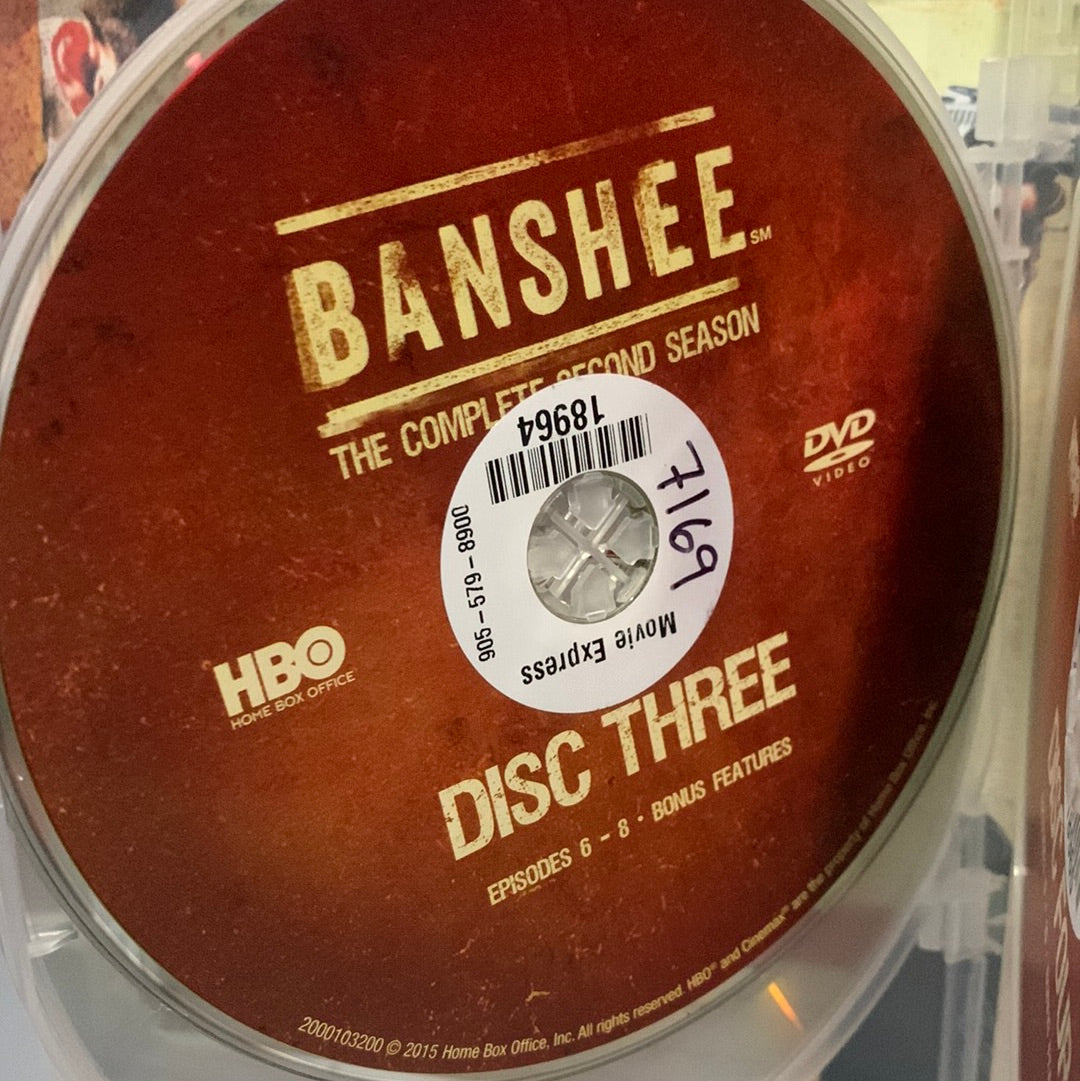 BANSHEE SM
THE COMPLETE SECOND SEASON
18964
7169
905-579-8900
Movie Express
DVD
VIDEO
HBO
HOME BOX OFFICE
DISC THREE
EPISODES 6 - 8 · BONUS FEATURES
2000103200 © 2015 Home Box Office, Inc. All rights reserved. HBO® and Cinemax® are the property of Home Box Office, Inc.